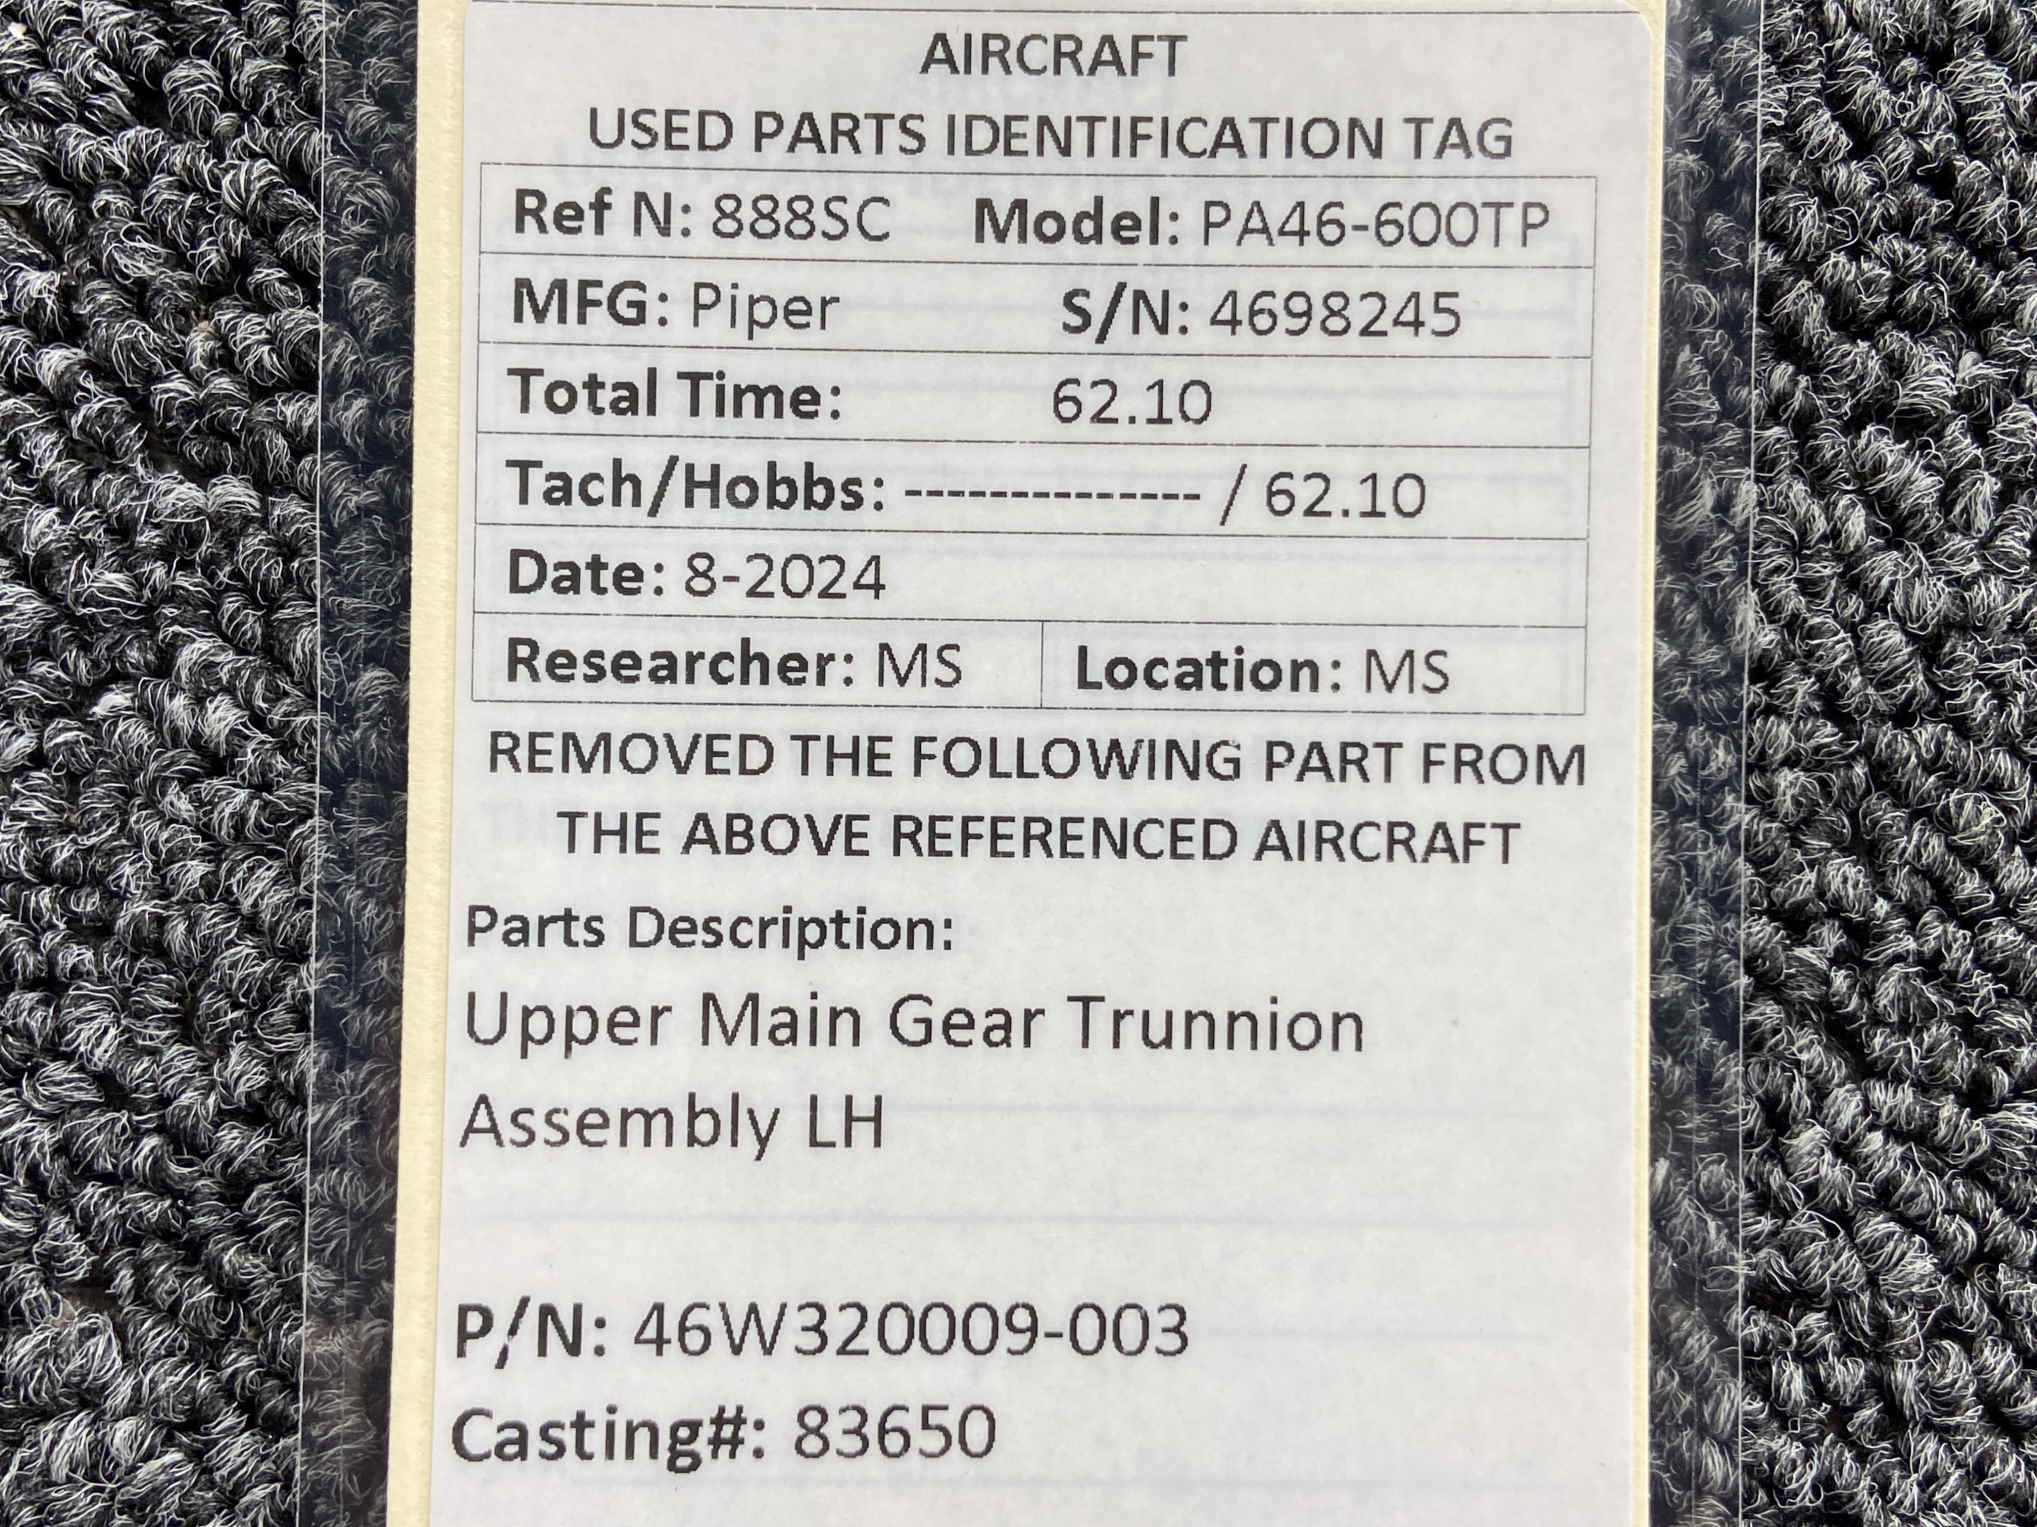 AIRCRAFT
USED PARTS IDENTIFICATION TAG
Ref N: 888SC Model: PA46-600TP
MFG: Piper S/N: 4698245
Total Time: 62.10
Tach/Hobbs: -------------- / 62.10
Date: 8-2024
Researcher: MS Location: MS
REMOVED THE FOLLOWING PART FROM
THE ABOVE REFERENCED AIRCRAFT
Parts Description:
Upper Main Gear Trunnion
Assembly LH
P/N: 46W320009-003
Casting#: 83650